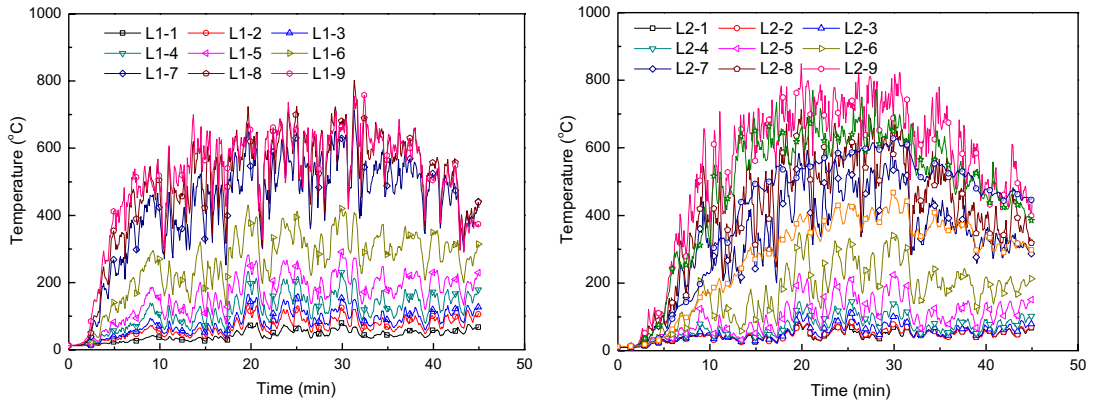 1000
800
600
400
200
0
Temperature (°C)
L1-1 L1-2 L1-3
L1-4 L1-5 L1-6
L1-7 L1-8 L1-9
0 10 20 30 40 50
Time (min)
1000
800
600
400
200
0
Temperature (°C)
L2-1 L2-2 L2-3
L2-4 L2-5 L2-6
L2-7 L2-8 L2-9
0 10 20 30 40 50
Time (min)